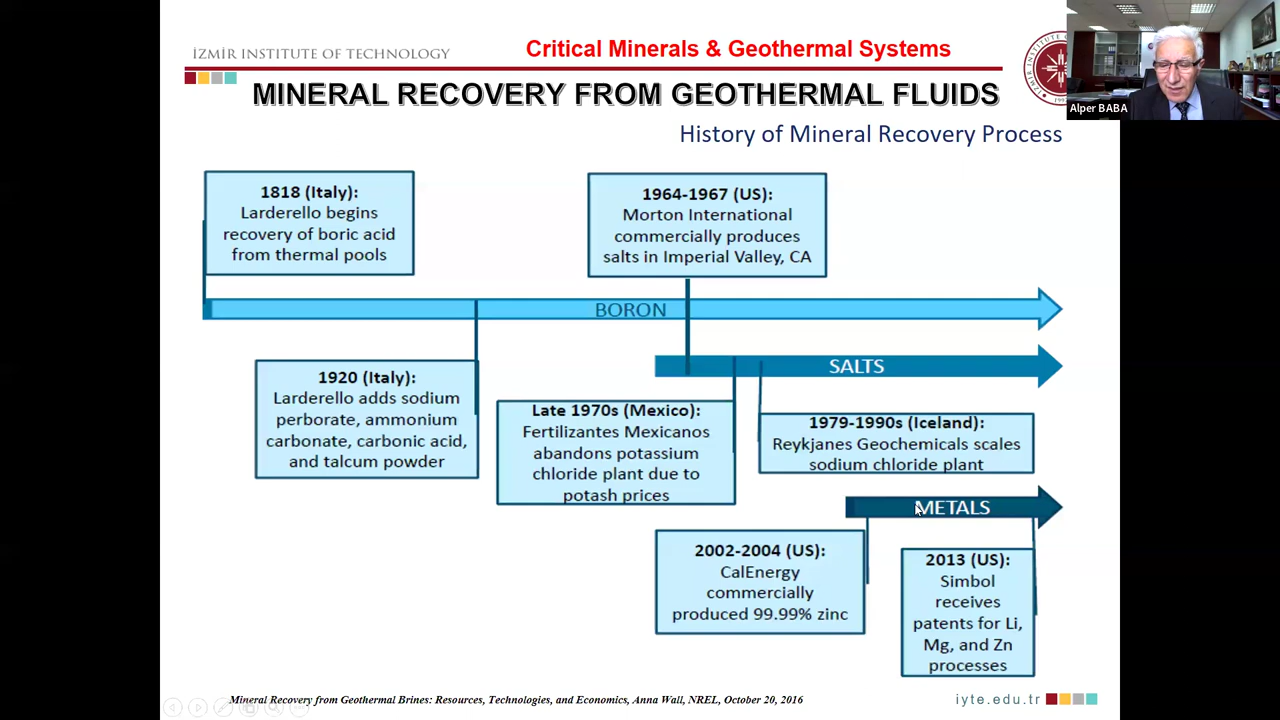 İZMİR INSTITUTE OF TECHNOLOGY
Critical Minerals & Geothermal Systems
Alper BABA
MINERAL RECOVERY FROM GEOTHERMAL FLUIDS
History of Mineral Recovery Process
1818 (Italy):
Larderello begins
recovery of boric acid
from thermal pools
1964-1967 (US):
Morton International
commercially produces
salts in Imperial Valley, CA
BORON
SALTS
1920 (Italy):
Larderello adds sodium
perborate, ammonium
carbonate, carbonic acid,
and talcum powder
Late 1970s (Mexico):
Fertilizantes Mexicanos
abandons potassium
chloride plant due to
potash prices
1979-1990s (Iceland):
Reykjanes Geochemicals scales
sodium chloride plant
METALS
2002-2004 (US):
CalEnergy
commercially
produced 99.99% zinc
2013 (US):
Simbol
receives
patents for Li,
Mg, and Zn
processes
Mineral Recovery from Geothermal Brines: Resources, Technologies, and Economics, Anna Wall, NREL, October 20, 2016
iyte.edu.tr